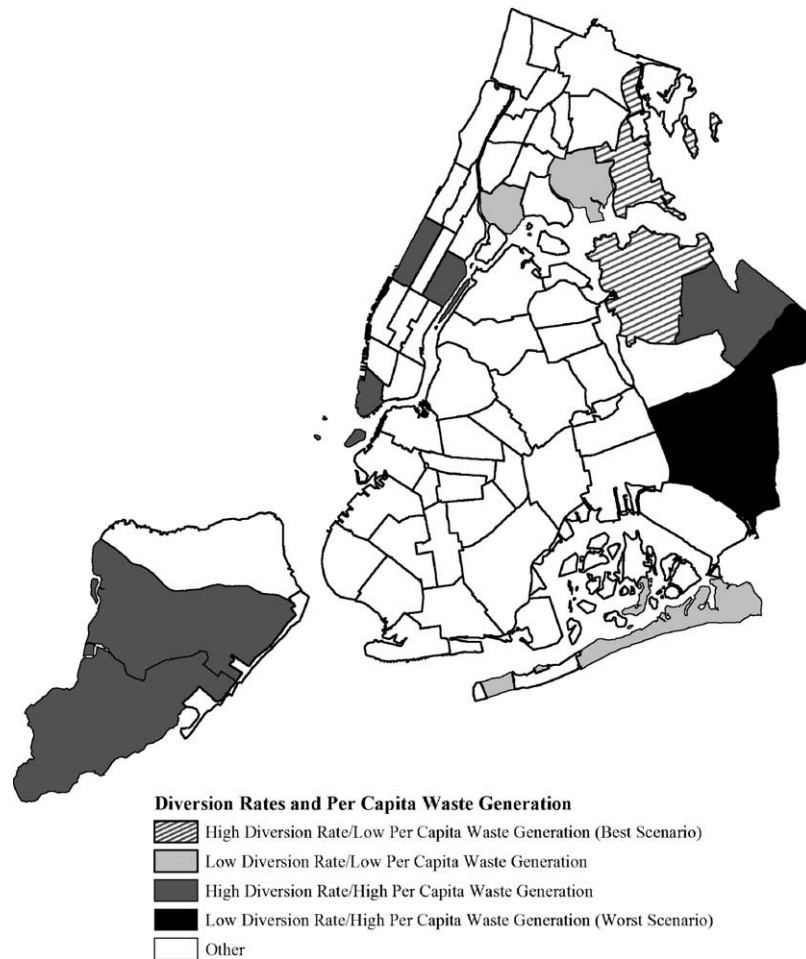 Diversion Rates and Per Capita Waste Generation
High Diversion Rate/Low Per Capita Waste Generation (Best Scenario)
Low Diversion Rate/Low Per Capita Waste Generation
High Diversion Rate/High Per Capita Waste Generation
Low Diversion Rate/High Per Capita Waste Generation (Worst Scenario)
Other